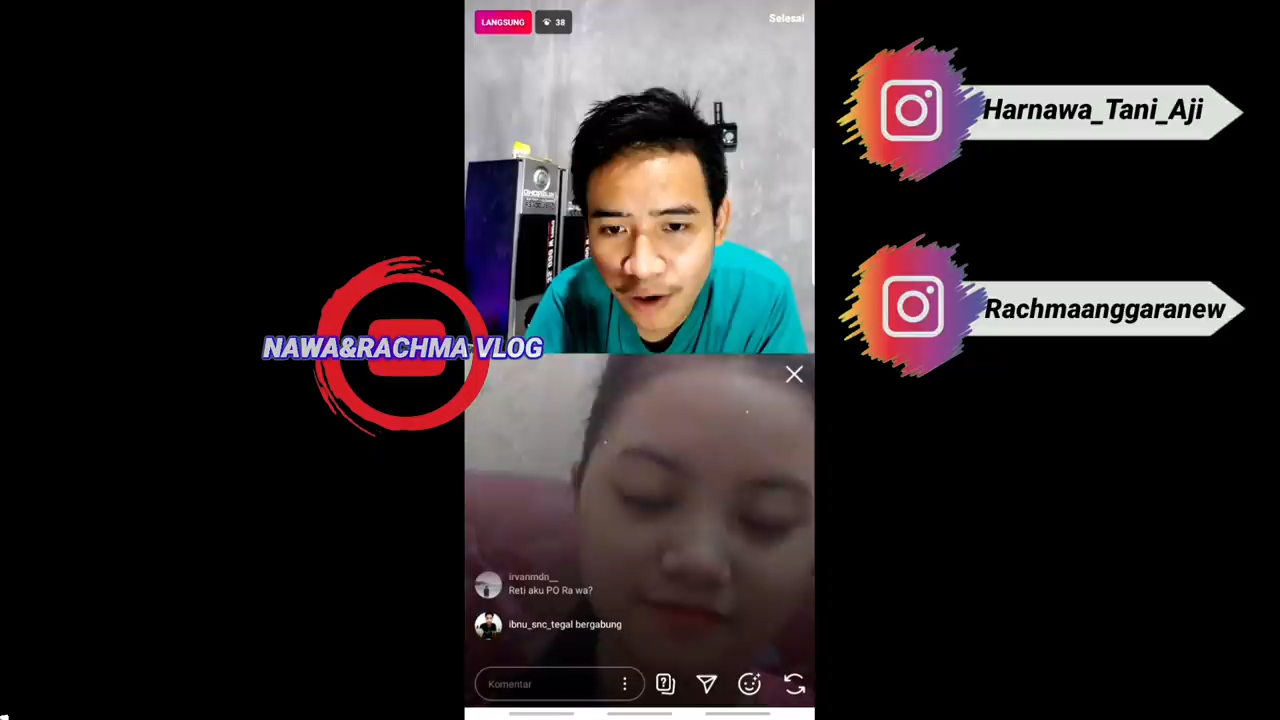 LANGSUNG
38
Selesai
Harnawa_Tani_Aji
NAWA&RACHMA VLOG
Rachmaanggaranew
irvanmdn__
Reti aku PO Ra wa?
ibnu_snc_tegal bergabung
Komentar